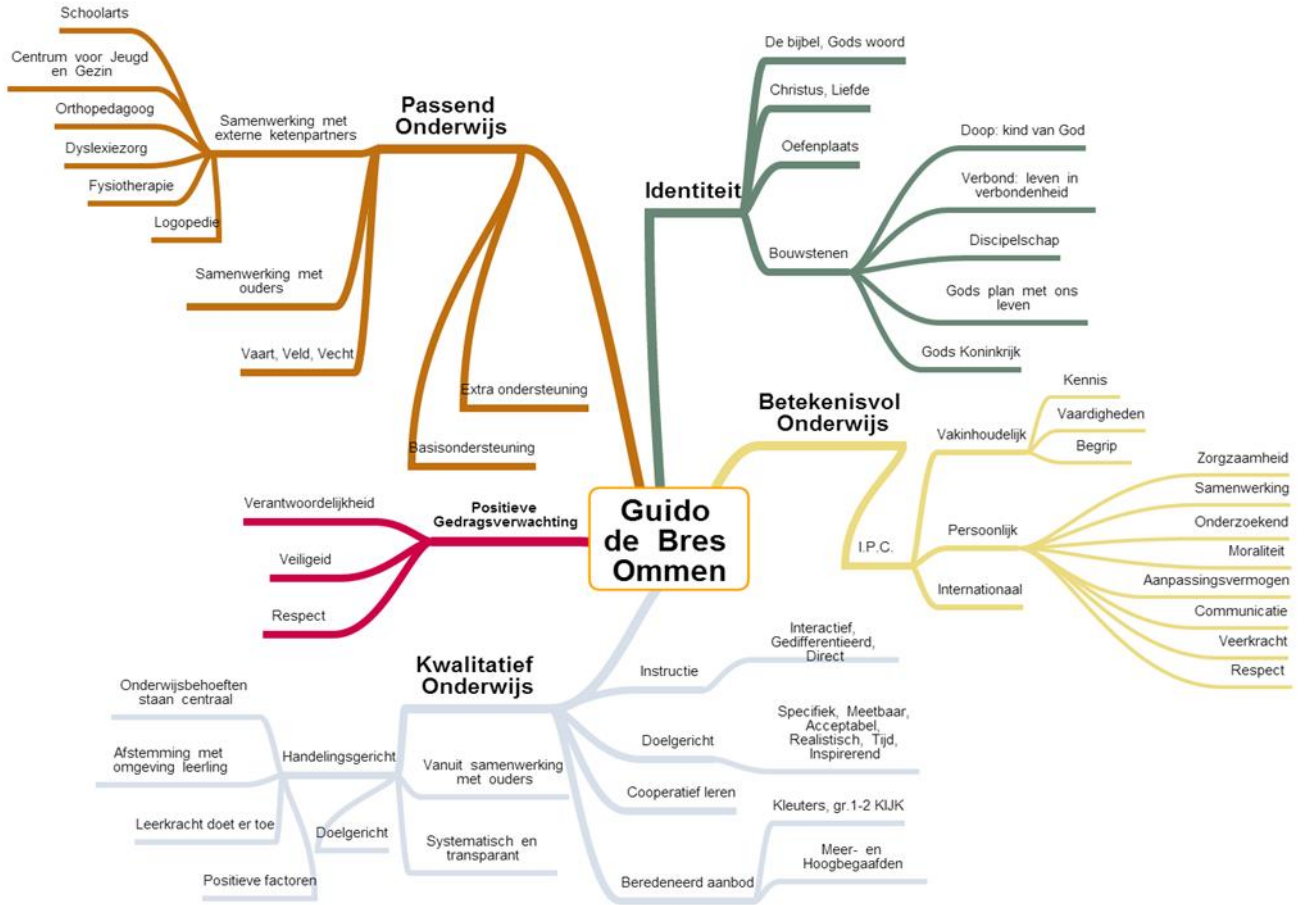 Guido
de Bres
Ommen
Passend
Onderwijs
Samenwerking met
externe ketenpartners
Schoolarts
Centrum voor Jeugd
en Gezin
Orthopedagoog
Dyslexiezorg
Fysiotherapie
Logopedie
Samenwerking met
ouders
Vaart, Veld, Vecht
Extra ondersteuning
Basisondersteuning
Identiteit
De bijbel, Gods woord
Christus, Liefde
Oefenplaats
Bouwstenen
Doop: kind van God
Verbond: leven in
verbondenheid
Discipelschap
Gods plan met ons
leven
Gods Koninkrijk
Betekenisvol
Onderwijs
I.P.C.
Vakinhoudelijk
Kennis
Vaardigheden
Begrip
Persoonlijk
Zorgzaamheid
Samenwerking
Onderzoekend
Moraliteit
Aanpassingsvermogen
Communicatie
Veerkracht
Respect
Internationaal
Positieve
Gedragsverwachting
Verantwoordelijkheid
Veiligeid
Respect
Kwalitatief
Onderwijs
Instructie
Interactief,
Gedifferentieerd,
Direct
Doelgericht
Specifiek, Meetbaar,
Acceptabel,
Realistisch, Tijd,
Inspirerend
Cooperatief leren
Beredeneerd aanbod
Kleuters, gr.1-2 KIJK
Meer- en
Hoogbegaafden
Handelingsgericht
Onderwijsbehoeften
staan centraal
Afstemming met
omgeving leerling
Leerkracht doet er toe
Positieve factoren
Doelgericht
Vanuit samenwerking
met ouders
Systematisch en
transparant